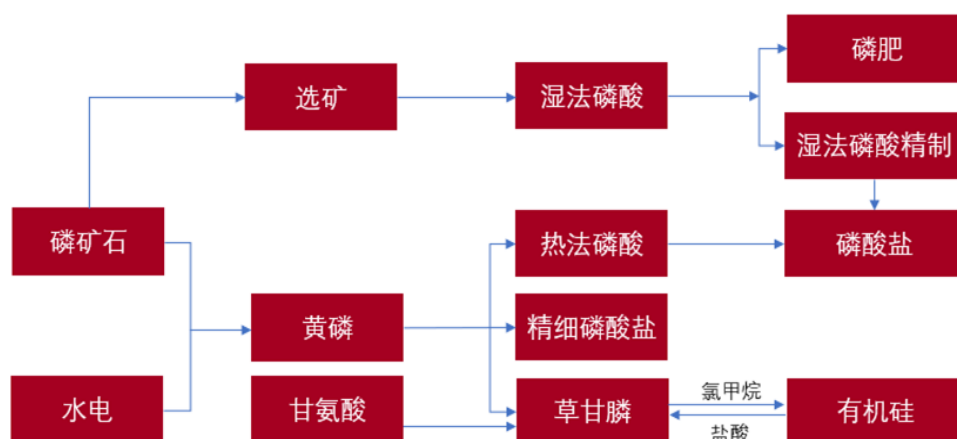 磷肥
选矿
湿法磷酸
湿法磷酸精制
磷矿石
热法磷酸
磷酸盐
黄磷
精细磷酸盐
水电
甘氨酸
草甘膦
氯甲烷
盐酸
有机硅